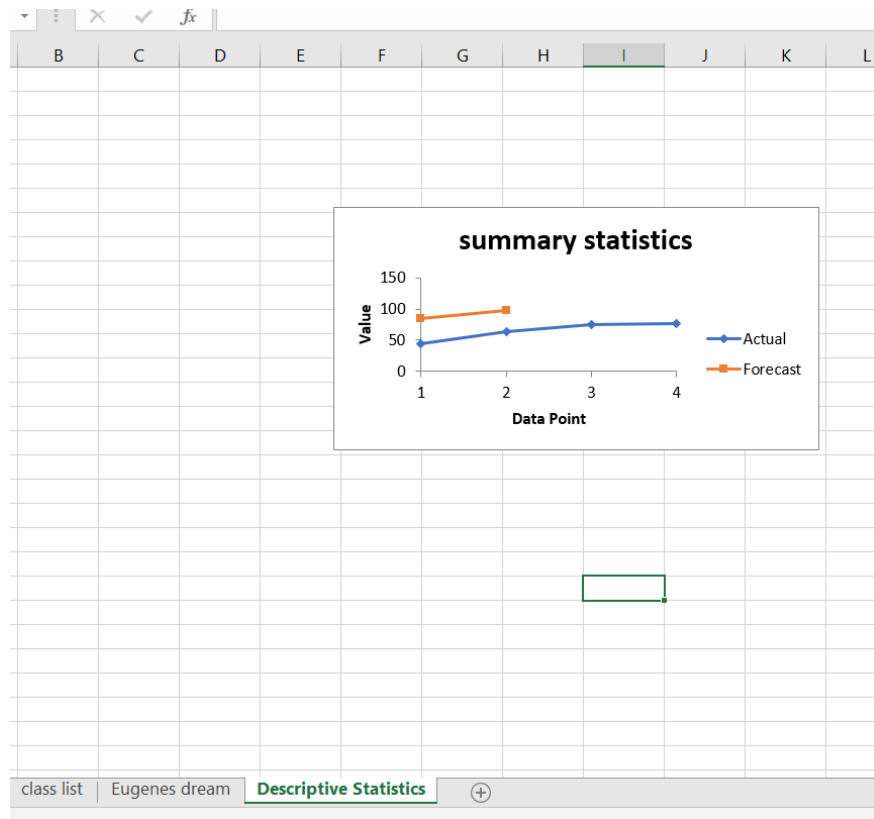 fx
B C D E F G H I J K L
summary statistics
150
100
50
0
Value
1 2 3 4
Data Point
Actual
Forecast
class list Eugenes dream Descriptive Statistics